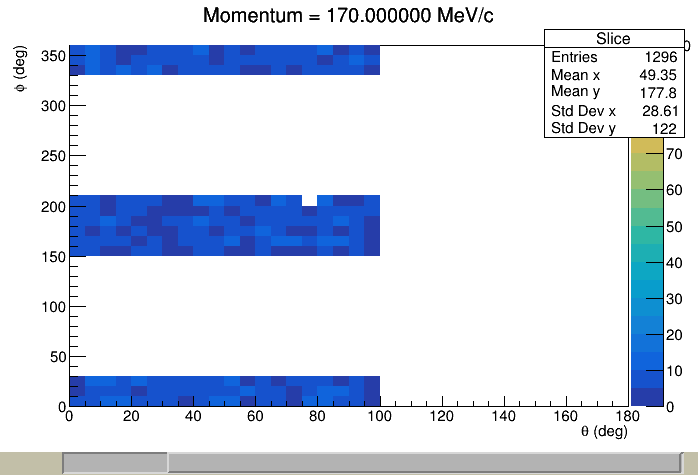 Momentum = 170.000000 MeV/c
Slice
Entries 1296
Mean x 49.35
Mean y 177.8
Std Dev x 28.61
Std Dev y 122
φ (deg)
350
300
250
200
150
100
50
0
0 20 40 60 80 100 120 140 160 180
θ (deg)
70
60
50
40
30
20
10
0